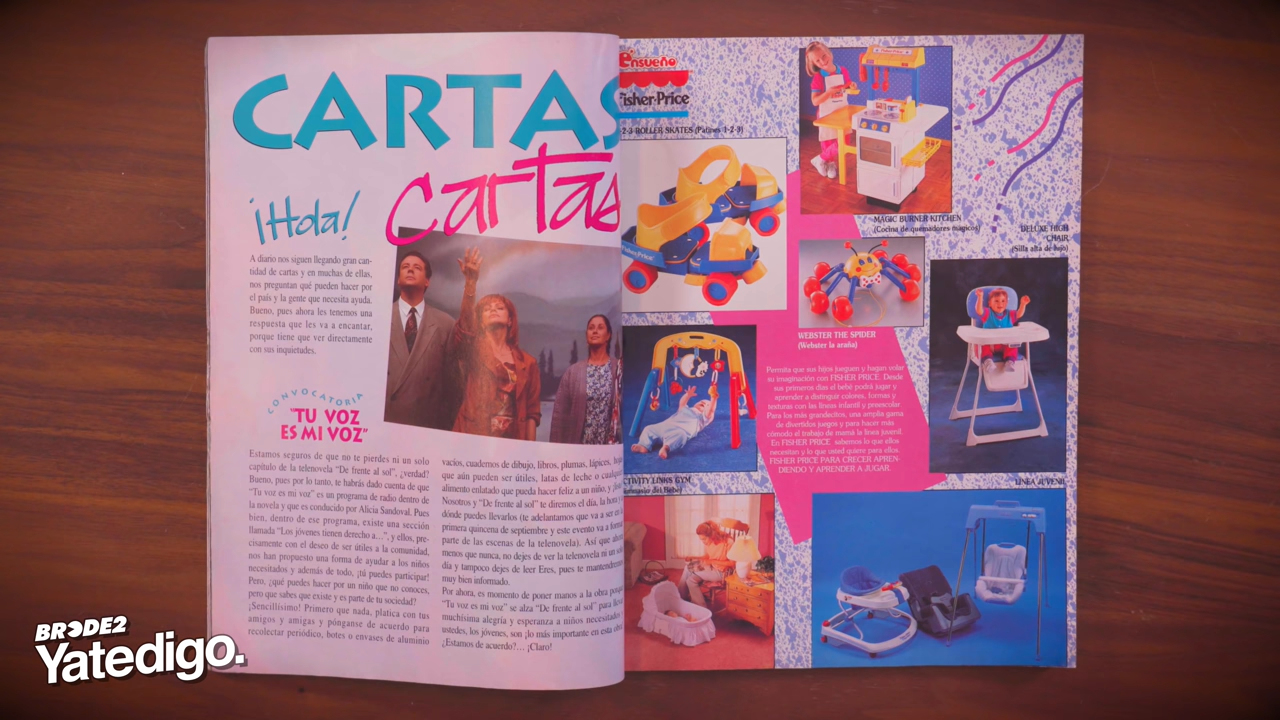 CARTAS
cartas
¡Hola!
A diario nos siguen llegando gran can-
tidad de cartas y en muchas de ellas,
nos preguntan qué pueden hacer por
el país y la gente que necesita ayuda.
Bueno, pues ahora les tenemos una
respuesta que les va a encantar,
porque tiene que ver directamente
con sus inquietudes.
CONVOCATORIA
"TU VOZ
ES MI VOZ"
Estamos seguros de que no te pierdes ni un solo
capítulo de la telenovela "De frente al sol", ¿verdad?
Bueno, pues por lo tanto, te habrás dado cuenta de que
"Tu voz es mi voz" es un programa de radio dentro de
la novela y que es conducido por Alicia Sandoval. Pues
bien, dentro de ese programa, existe una sección
llamada "Los jóvenes tienen derecho a...", y ellos, pre-
cisamente con el deseo de ser útiles a la comunidad,
nos han propuesto una forma de ayudar a los niños
necesitados y además de todo, ¡tú puedes participar!
Pero, ¿qué puedes hacer por un niño que no conoces,
pero que sabes que existe y es parte de tu sociedad?
¡Sencillísimo! Primero que nada, platica con tus
amigos y amigas y pónganse de acuerdo para
recolectar periódico, botes o envases de aluminio
vacíos, cuadernos de dibujo, libros, plumas, lápices,
que aún pueden ser útiles, latas de leche o cualquier
alimento enlatado que pueda hacer feliz a un niño, y
Nosotros y "De frente al sol" te diremos el día, la hora y
dónde puedes llevarlos (te adelantamos que va a ser en
primera quincena de septiembre y este evento va a
parte de las escenas de la telenovela). Así que
menos que nunca, no dejes de ver la telenovela ni un
día y tampoco dejes de leer Eres, pues te mantendremos
muy bien informado.
Por ahora, es momento de poner manos a la obra
"Tu voz es mi voz" se alza "De frente al sol" para
muchísima alegría y esperanza a niños necesitados
ustedes, los jóvenes, son ¡lo más importante en esta
¿Estamos de acuerdo?... ¡Claro!
ensueño
Fisher-Price
-2-3 ROLLER SKATES (Patines 1-2-3)
MAGIC BURNER KITCHEN
(Cocina de quemadores mágicos)
DELUXE HIGH
CHAIR
(Silla alta de lujo)
WEBSTER THE SPIDER
(Webster la araña)
Permita que sus hijos jueguen y hagan volar
su imaginación con FISHER PRICE. Desde
sus primeros días el bebé podrá jugar y
aprender a distinguir colores, formas y
texturas con las líneas infantil y preescolar.
Para los más grandecitos, una amplia gama
de divertidos juegos y para hacer más
cómodo el trabajo de mamá la línea juvenil.
En FISHER PRICE sabemos lo que ellos
necesitan y lo que usted quiere para ellos.
FISHER PRICE PARA CRECER APREN-
DIENDO Y APRENDER A JUGAR.
CTIVITY LINKS GYM
del Bebé)
LINEA JUVENIL
BRODE2
Yatedigo.